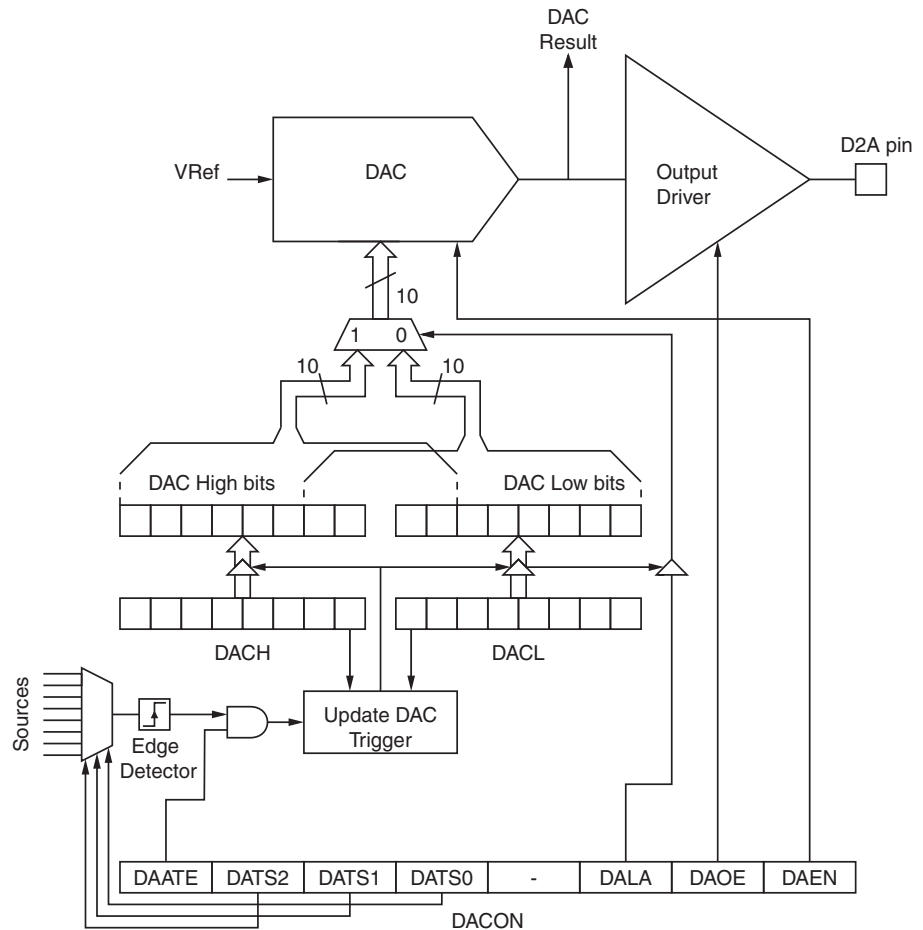 DAC
Result
D2A pin
VRef
DAC
Output
Driver
10
1 0
10
10
DAC High bits
DAC Low bits
DACH
DACL
Sources
Edge
Detector
Update DAC
Trigger
DAATE DATS2 DATS1 DATS0 - DALA DAOE DAEN
DACON